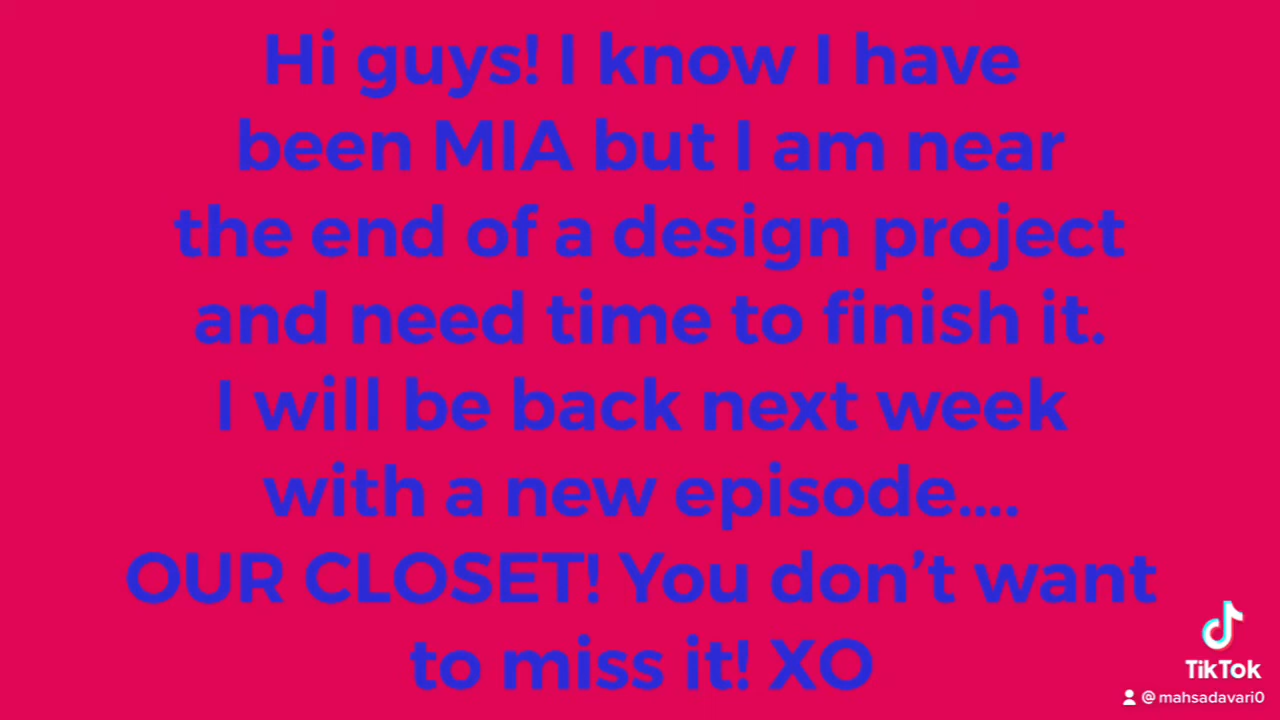 Hi guys! I know I have
been MIA but I am near
the end of a design project
and need time to finish it.
I will be back next week
with a new episode....
OUR CLOSET! You don’t want
to miss it! XO
TikTok
@mahsadavari0